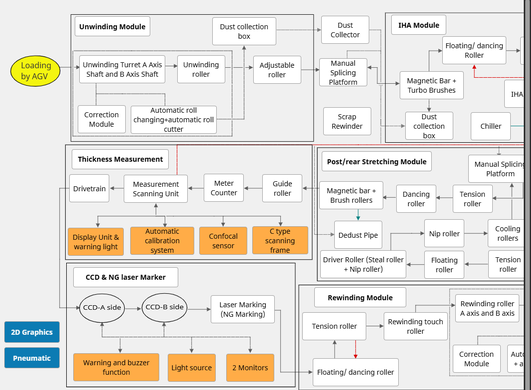 Unwinding Module
Loading
by AGV
Unwinding Turret A Axis
Shaft and B Axis Shaft
Unwinding
roller
Dust collection
box
Adjustable
roller
Correction
Module
Automatic roll
changing+automatic roll
cutter
Dust
Collector
Manual
Splicing
Platform
Scrap
Rewinder
IHA Module
Floating/ dancing
Roller
Magnetic Bar +
Turbo Brushes
IHA
Dust
collection
box
Chiller
Thickness Measurement
Drivetrain
Measurement
Scanning Unit
Meter
Counter
Guide
roller
Display Unit &
warning light
Automatic
calibration
system
Confocal
sensor
C type
scanning
frame
Post/rear Stretching Module
Manual Splicing
Platform
Magnetic bar +
Brush rollers
Dancing
roller
Tension
roller
Dedust Pipe
Nip roller
Cooling
rollers
Driver Roller (Steal roller
+ Nip roller)
Floating
roller
Tension
roller
CCD & NG laser Marker
CCD-A side
CCD-B side
Laser Marking
(NG Marking)
Warning and buzzer
function
Light source
2 Monitors
2D Graphics
Pneumatic
Rewinding Module
Tension roller
Rewinding touch
roller
Rewinding roller
A axis and B axis
Floating/ dancing roller
Correction
Module